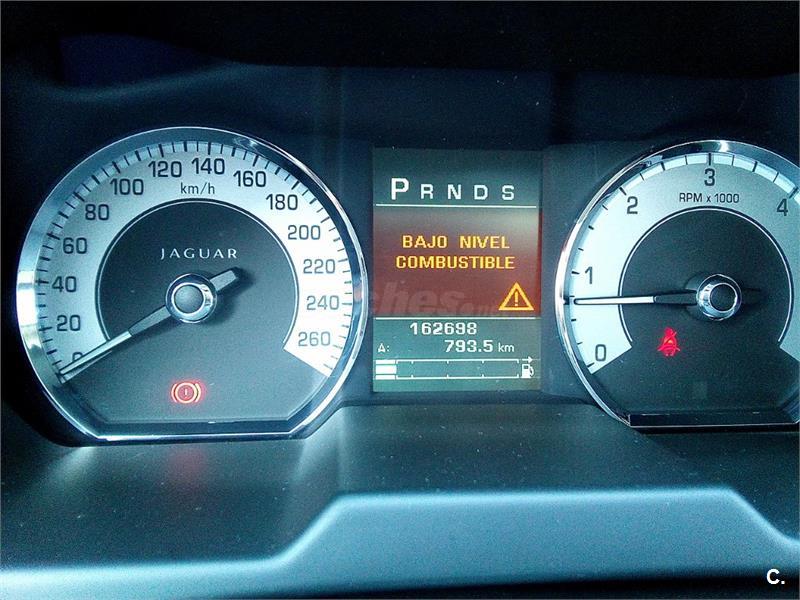 0 20 40 60 80 100 120 140 160 180 200 220 240 260
km/h
JAGUAR
P R N D S
BAJO NIVEL
COMBUSTIBLE
162698
A: 793.5 km
0 1 2 3 4
RPM x 1000
C.